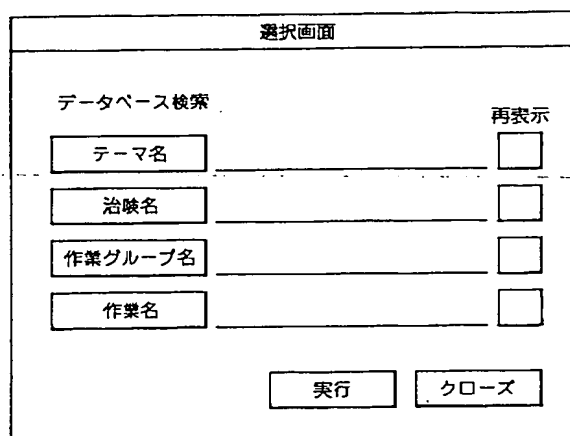 選択画面
データベース検索
再表示
テーマ名
治験名
作業グループ名
作業名
実行
クローズ